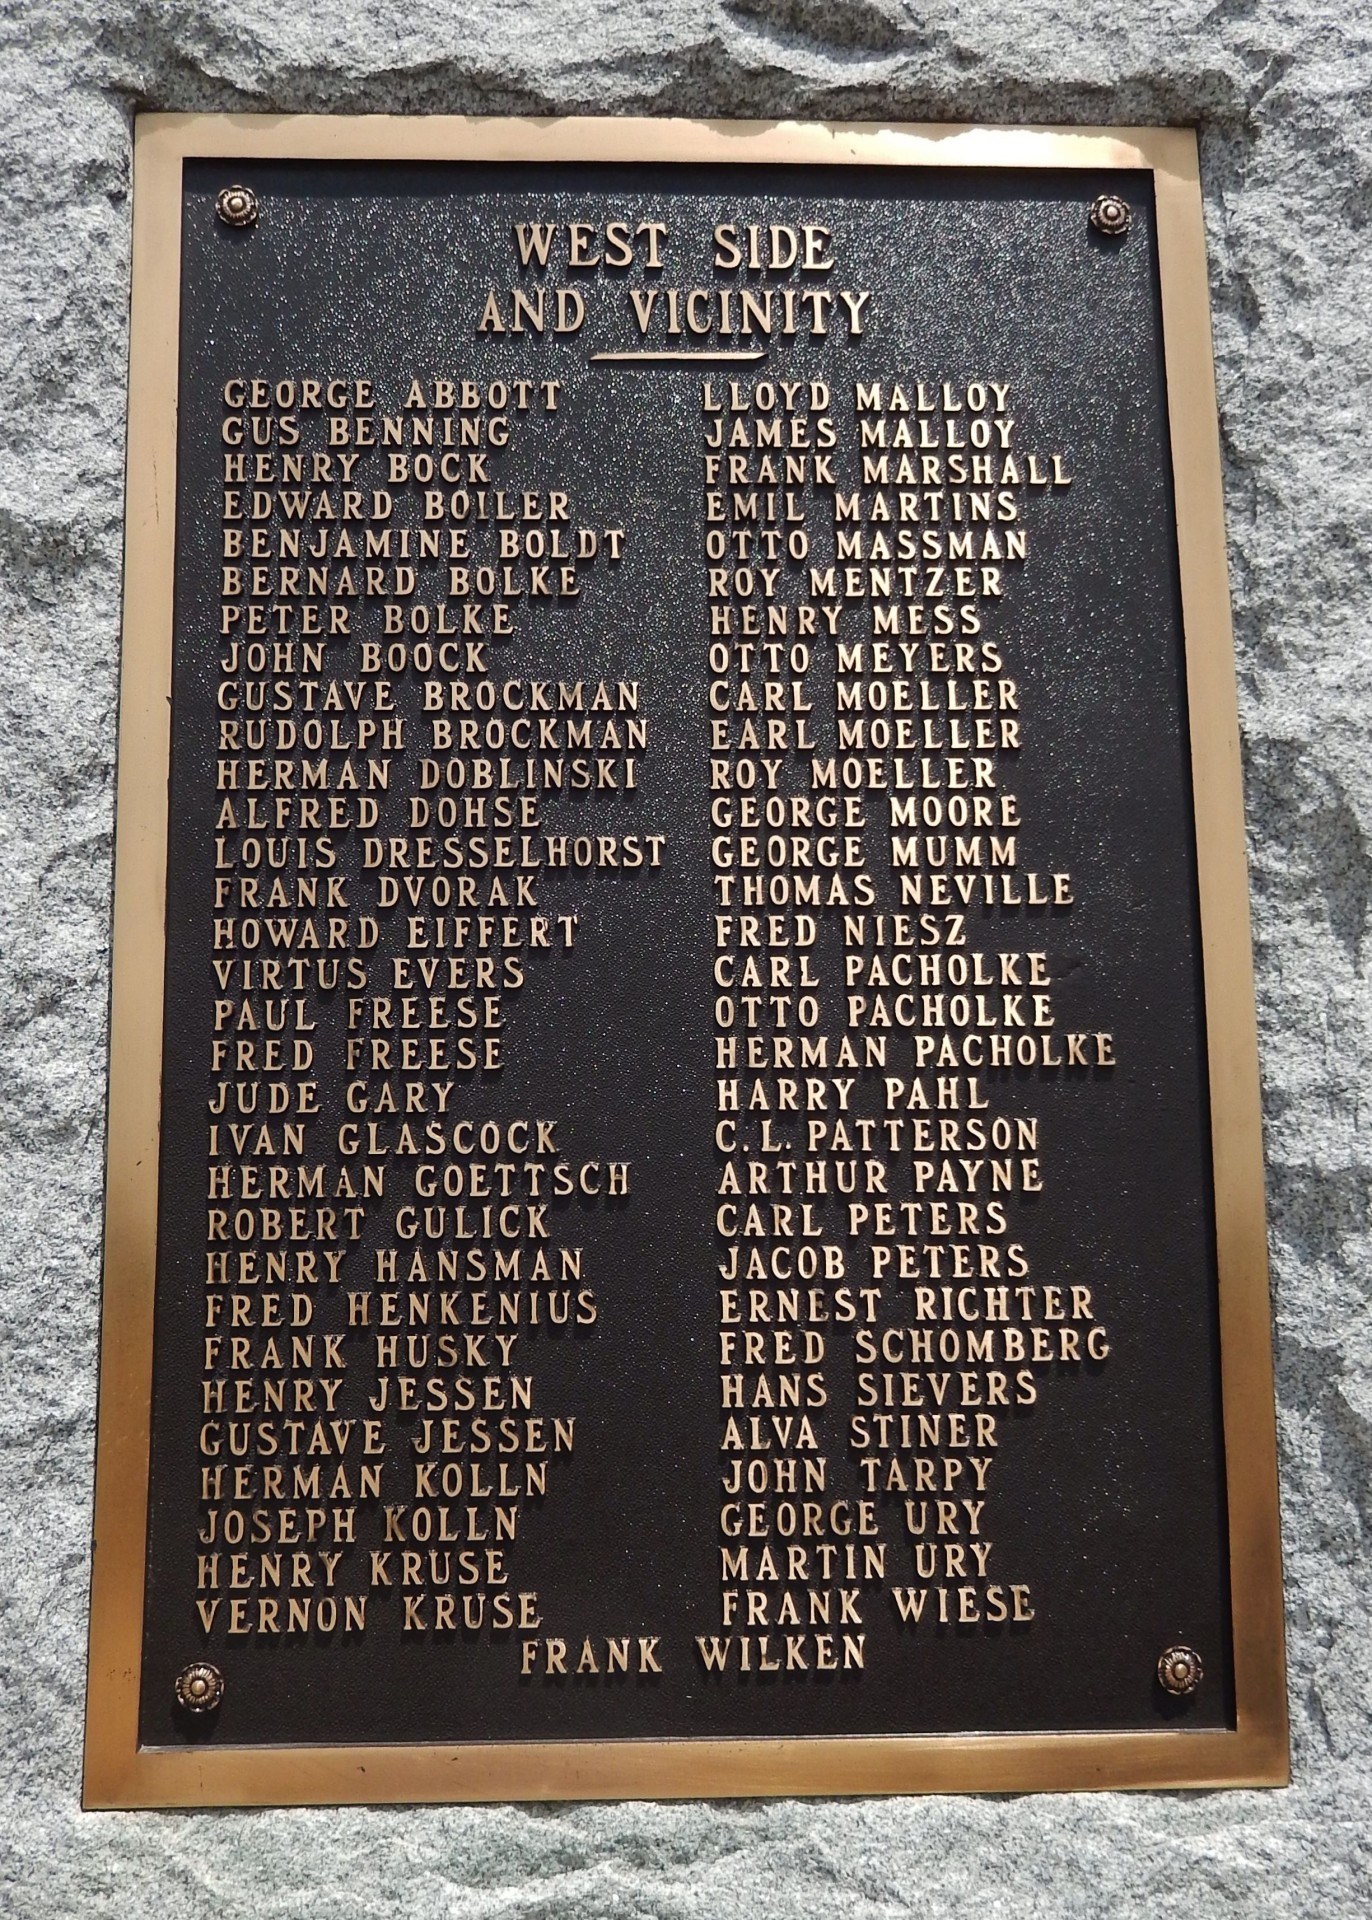 WEST SIDE
AND VICINITY
GEORGE ABBOTT
GUS BENNING
HENRY BOCK
EDWARD BOILER
BENJAMINE BOLDT
BERNARD BOLKE
PETER BOLKE
JOHN BOOCK
GUSTAVE BROCKMAN
RUDOLPH BROCKMAN
HERMAN DOBLINSKI
ALFRED DOHSE
LOUIS DRESSELHORST
FRANK DVORAK
HOWARD EIFFERT
VIRTUS EVERS
PAUL FREESE
FRED FREESE
JUDE GARY
IVAN GLASCOCK
HERMAN GOETTSCH
ROBERT GULICK
HENRY HANSMAN
FRED HENKENIUS
FRANK HUSKY
HENRY JESSEN
GUSTAVE JESSEN
HERMAN KOLLN
JOSEPH KOLLN
HENRY KRUSE
VERNON KRUSE
LLOYD MALLOY
JAMES MALLOY
FRANK MARSHALL
EMIL MARTINS
OTTO MASSMAN
ROY MENTZER
HENRY MESS
OTTO MEYERS
CARL MOELLER
EARL MOELLER
ROY MOELLER
GEORGE MOORE
GEORGE MUMM
THOMAS NEVILLE
FRED NIESZ
CARL PACHOLKE
OTTO PACHOLKE
HERMAN PACHOLKE
HARRY PAHL
C.L. PATTERSON
ARTHUR PAYNE
CARL PETERS
JACOB PETERS
ERNEST RICHTER
FRED SCHOMBERG
HANS SIEVERS
ALVA STINER
JOHN TARPY
GEORGE URY
MARTIN URY
FRANK WIESE
FRANK WILKEN